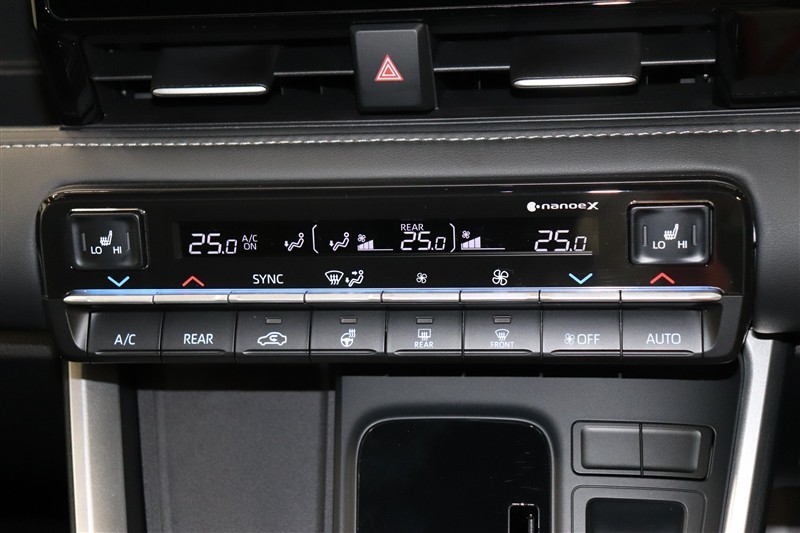 nanoeX
25.0 A/C ON REAR 25.0 25.0
LO HI
LO HI
SYNC
A/C REAR REAR FRONT OFF AUTO